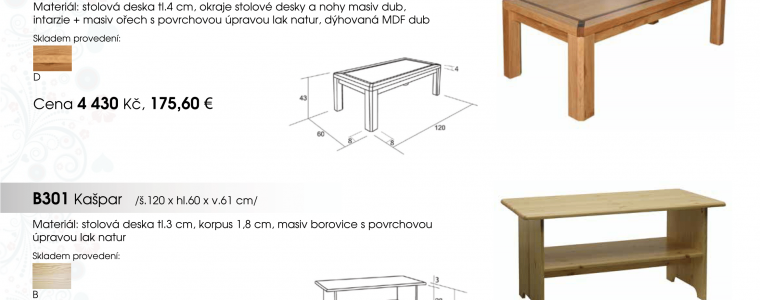 Materiál: stolová deska tl.4 cm, okraje stolové desky a nohy masiv dub,
intarzie + masiv ořech s povrchovou úpravou lak natur, dýhovaná MDF dub
Skladem provedení:
D
Cena 4 430 Kč, 175,60 €
4
43
60
8
8
120
B301 Kašpar /š.120 x hl.60 x v.61 cm/
Materiál: stolová deska tl.3 cm, korpus 1,8 cm, masiv borovice s povrchovou
úpravou lak natur
Skladem provedení:
B
3